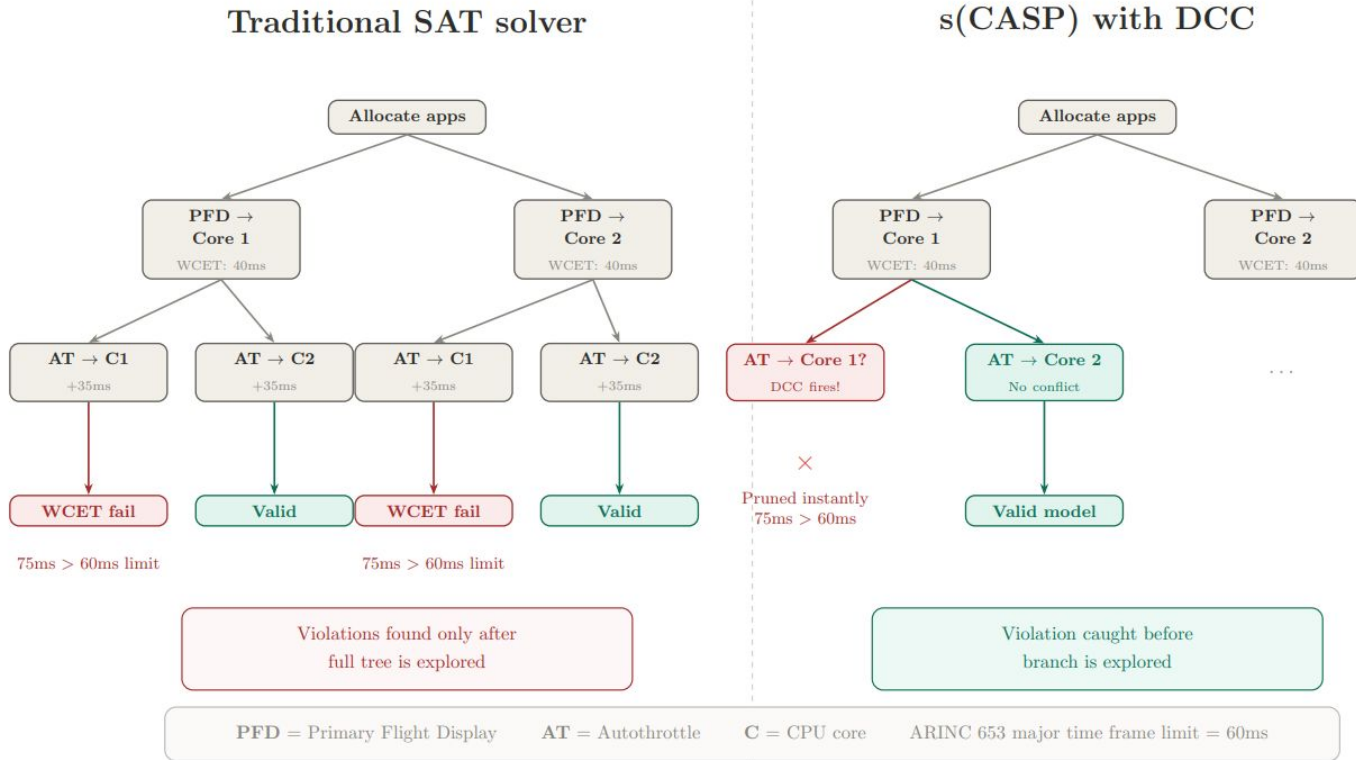 Traditional SAT solver
Allocate apps
PFD →
Core 1
WCET: 40ms
PFD →
Core 2
WCET: 40ms
AT → C1
+35ms
AT → C2
+35ms
AT → C1
+35ms
AT → C2
+35ms
WCET fail
Valid
WCET fail
Valid
75ms > 60ms limit
75ms > 60ms limit
Violations found only after
full tree is explored
s(CASP) with DCC
Allocate apps
PFD →
Core 1
WCET: 40ms
PFD →
Core 2
WCET: 40ms
AT → Core 1?
DCC fires!
AT → Core 2
No conflict
...
×
Pruned instantly
75ms > 60ms
Valid model
Violation caught before
branch is explored
PFD = Primary Flight Display AT = Autothrottle C = CPU core ARINC 653 major time frame limit = 60ms